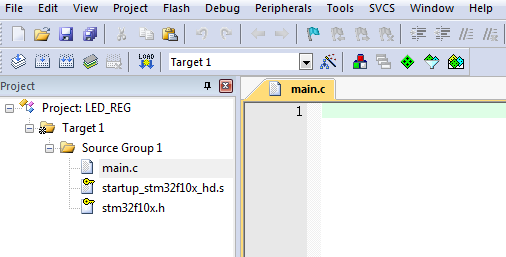 File Edit View Project Flash Debug Peripherals Tools SVCS Window Help
LOAD Target 1
Project main.c
Project: LED_REG 1
Target 1
Source Group 1
main.c
startup_stm32f10x_hd.s
stm32f10x.h